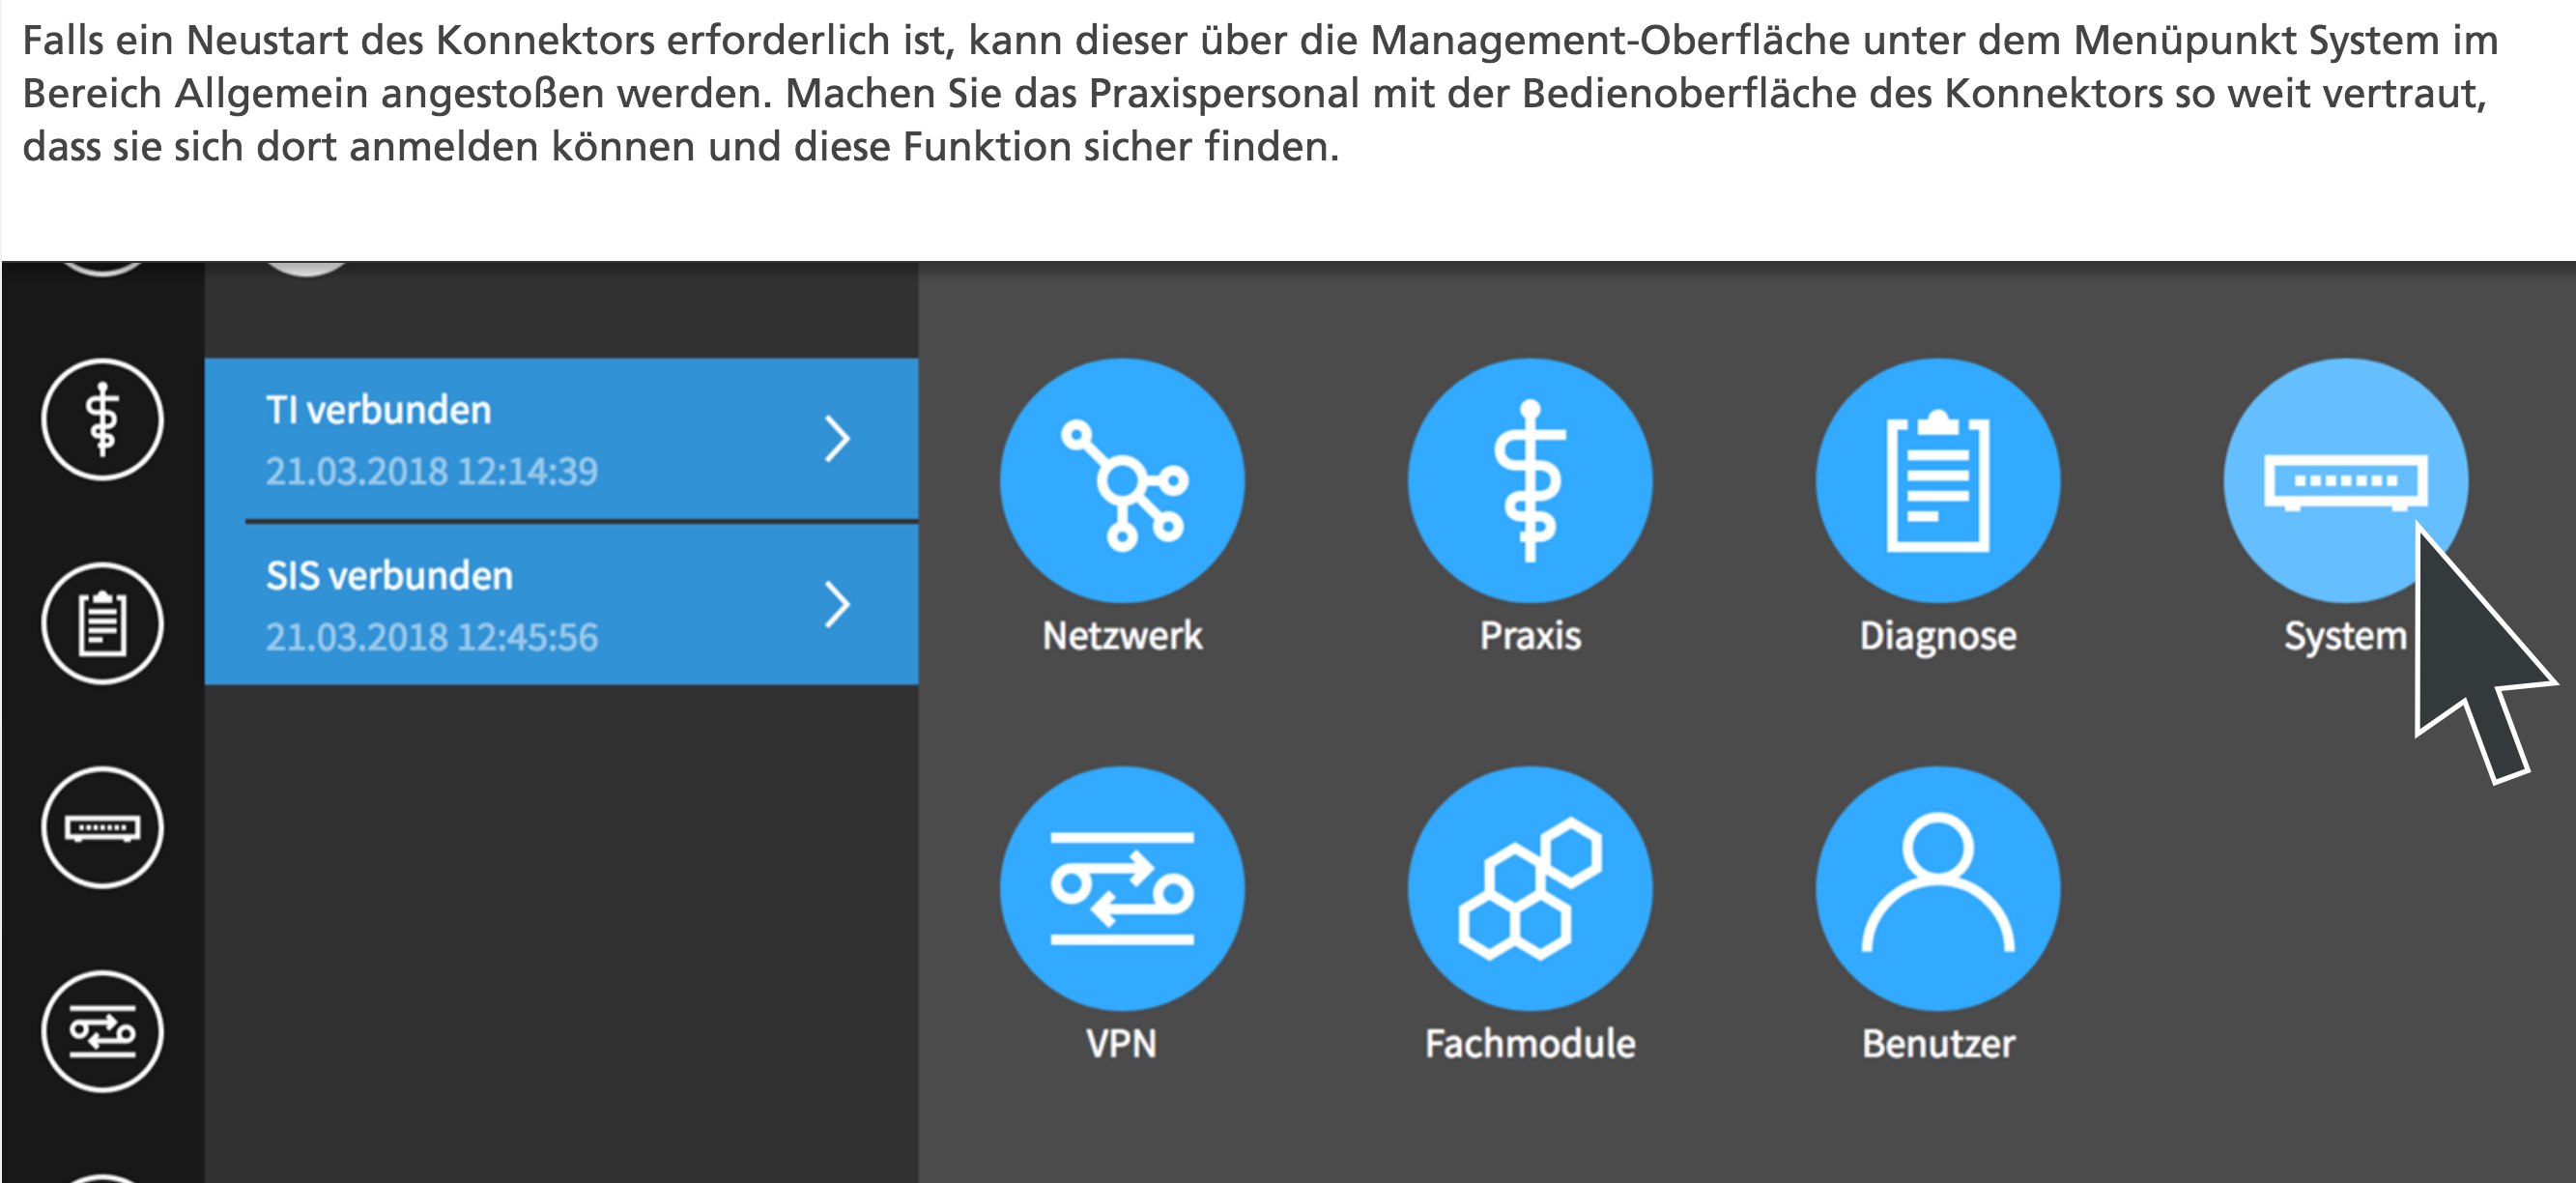 Falls ein Neustart des Konnektors erforderlich ist, kann dieser über die Management-Oberfläche unter dem Menüpunkt System im
Bereich Allgemein angestoßen werden. Machen Sie das Praxispersonal mit der Bedienoberfläche des Konnektors so weit vertraut,
dass sie sich dort anmelden können und diese Funktion sicher finden.
TI verbunden
21.03.2018 12:14:39
SIS verbunden
21.03.2018 12:45:56
Netzwerk
Praxis
Diagnose
System
VPN
Fachmodule
Benutzer